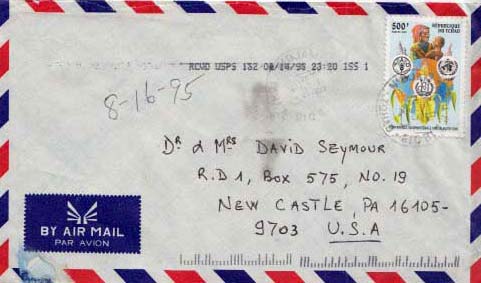 500F
RÉPUBLIQUE
DU TCHAD
RCVD USPS 132 08/14/95 23:20 ISS 1
8-16-95
DR & MRS DAVID SEYMOUR
R.D 1, BOX 575, NO. 19
NEW CASTLE, PA 16105-
9703 U.S.A
BY AIR MAIL
PAR AVION